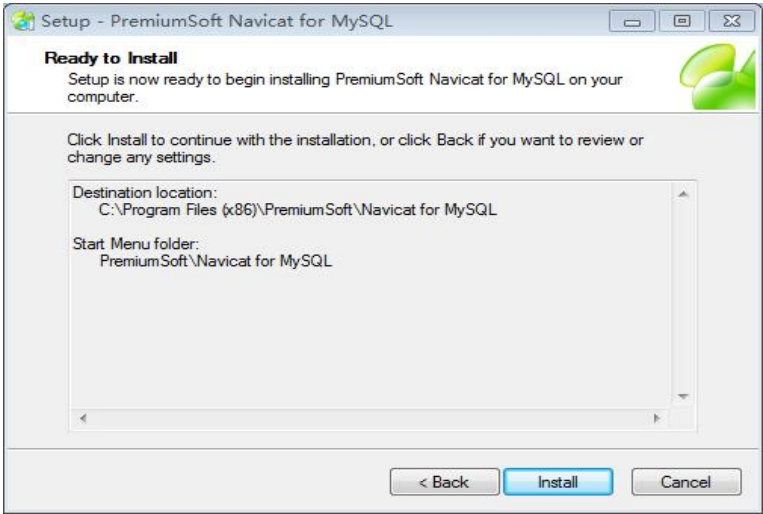 Setup - PremiumSoft Navicat for MySQL
Ready to Install
Setup is now ready to begin installing PremiumSoft Navicat for MySQL on your
computer.
Click Install to continue with the installation, or click Back if you want to review or
change any settings.
Destination location:
C:\Program Files (x86)\PremiumSoft\Navicat for MySQL
Start Menu folder:
PremiumSoft\Navicat for MySQL
< Back Install Cancel